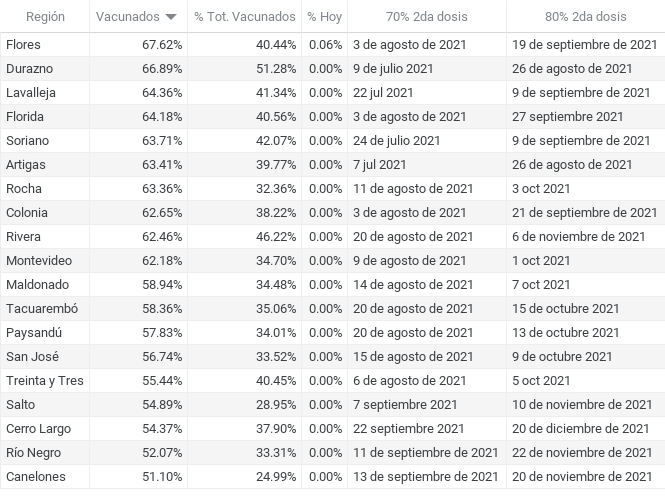 Región Vacunados % Tot. Vacunados % Hoy 70% 2da dosis 80% 2da dosis
Flores 67.62% 40.44% 0.06% 3 de agosto de 2021 19 de septiembre de 2021
Durazno 66.89% 51.28% 0.00% 9 de julio 2021 26 de agosto de 2021
Lavalleja 64.36% 41.34% 0.00% 22 jul 2021 9 de septiembre de 2021
Florida 64.18% 40.56% 0.00% 3 de agosto de 2021 27 septiembre 2021
Soriano 63.71% 42.07% 0.00% 24 de julio 2021 9 de septiembre de 2021
Artigas 63.41% 39.77% 0.00% 7 jul 2021 26 de agosto de 2021
Rocha 63.36% 32.36% 0.00% 11 de agosto de 2021 3 oct 2021
Colonia 62.65% 38.22% 0.00% 3 de agosto de 2021 21 de septiembre de 2021
Rivera 62.46% 46.22% 0.00% 20 de agosto de 2021 6 de noviembre de 2021
Montevideo 62.18% 34.70% 0.00% 9 de agosto de 2021 1 oct 2021
Maldonado 58.94% 34.48% 0.00% 14 de agosto de 2021 7 oct 2021
Tacuarembó 58.36% 35.06% 0.00% 20 de agosto de 2021 15 de octubre 2021
Paysandú 57.83% 34.01% 0.00% 20 de agosto de 2021 13 de octubre 2021
San José 56.74% 33.52% 0.00% 15 de agosto de 2021 9 de octubre 2021
Treinta y Tres 55.44% 40.45% 0.00% 6 de agosto de 2021 5 oct 2021
Salto 54.89% 28.95% 0.00% 7 septiembre 2021 10 de noviembre de 2021
Cerro Largo 54.37% 37.90% 0.00% 22 septiembre 2021 20 de diciembre de 2021
Río Negro 52.07% 33.31% 0.00% 11 de septiembre de 2021 22 de noviembre de 2021
Canelones 51.10% 24.99% 0.00% 13 de septiembre de 2021 20 de noviembre de 2021